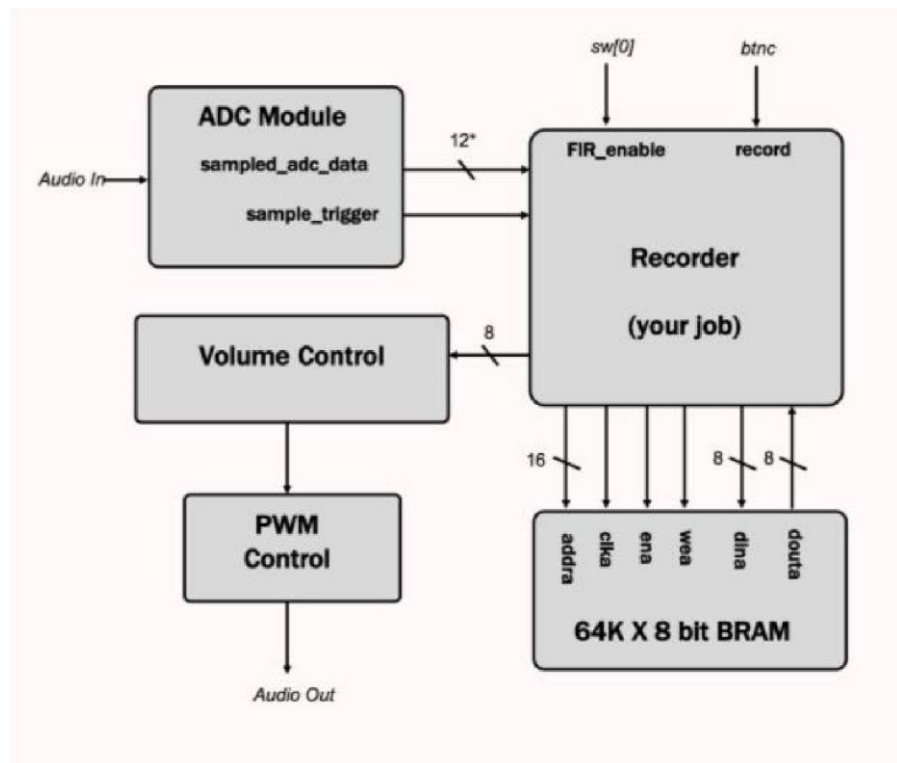 sw[0]
btnc
ADC Module
sampled_adc_data
sample_trigger
Audio In
12*
FIR_enable
record
Recorder
(your job)
8
Volume Control
16
8
8
addra
clka
ena
wea
dina
douta
64K X 8 bit BRAM
PWM
Control
Audio Out